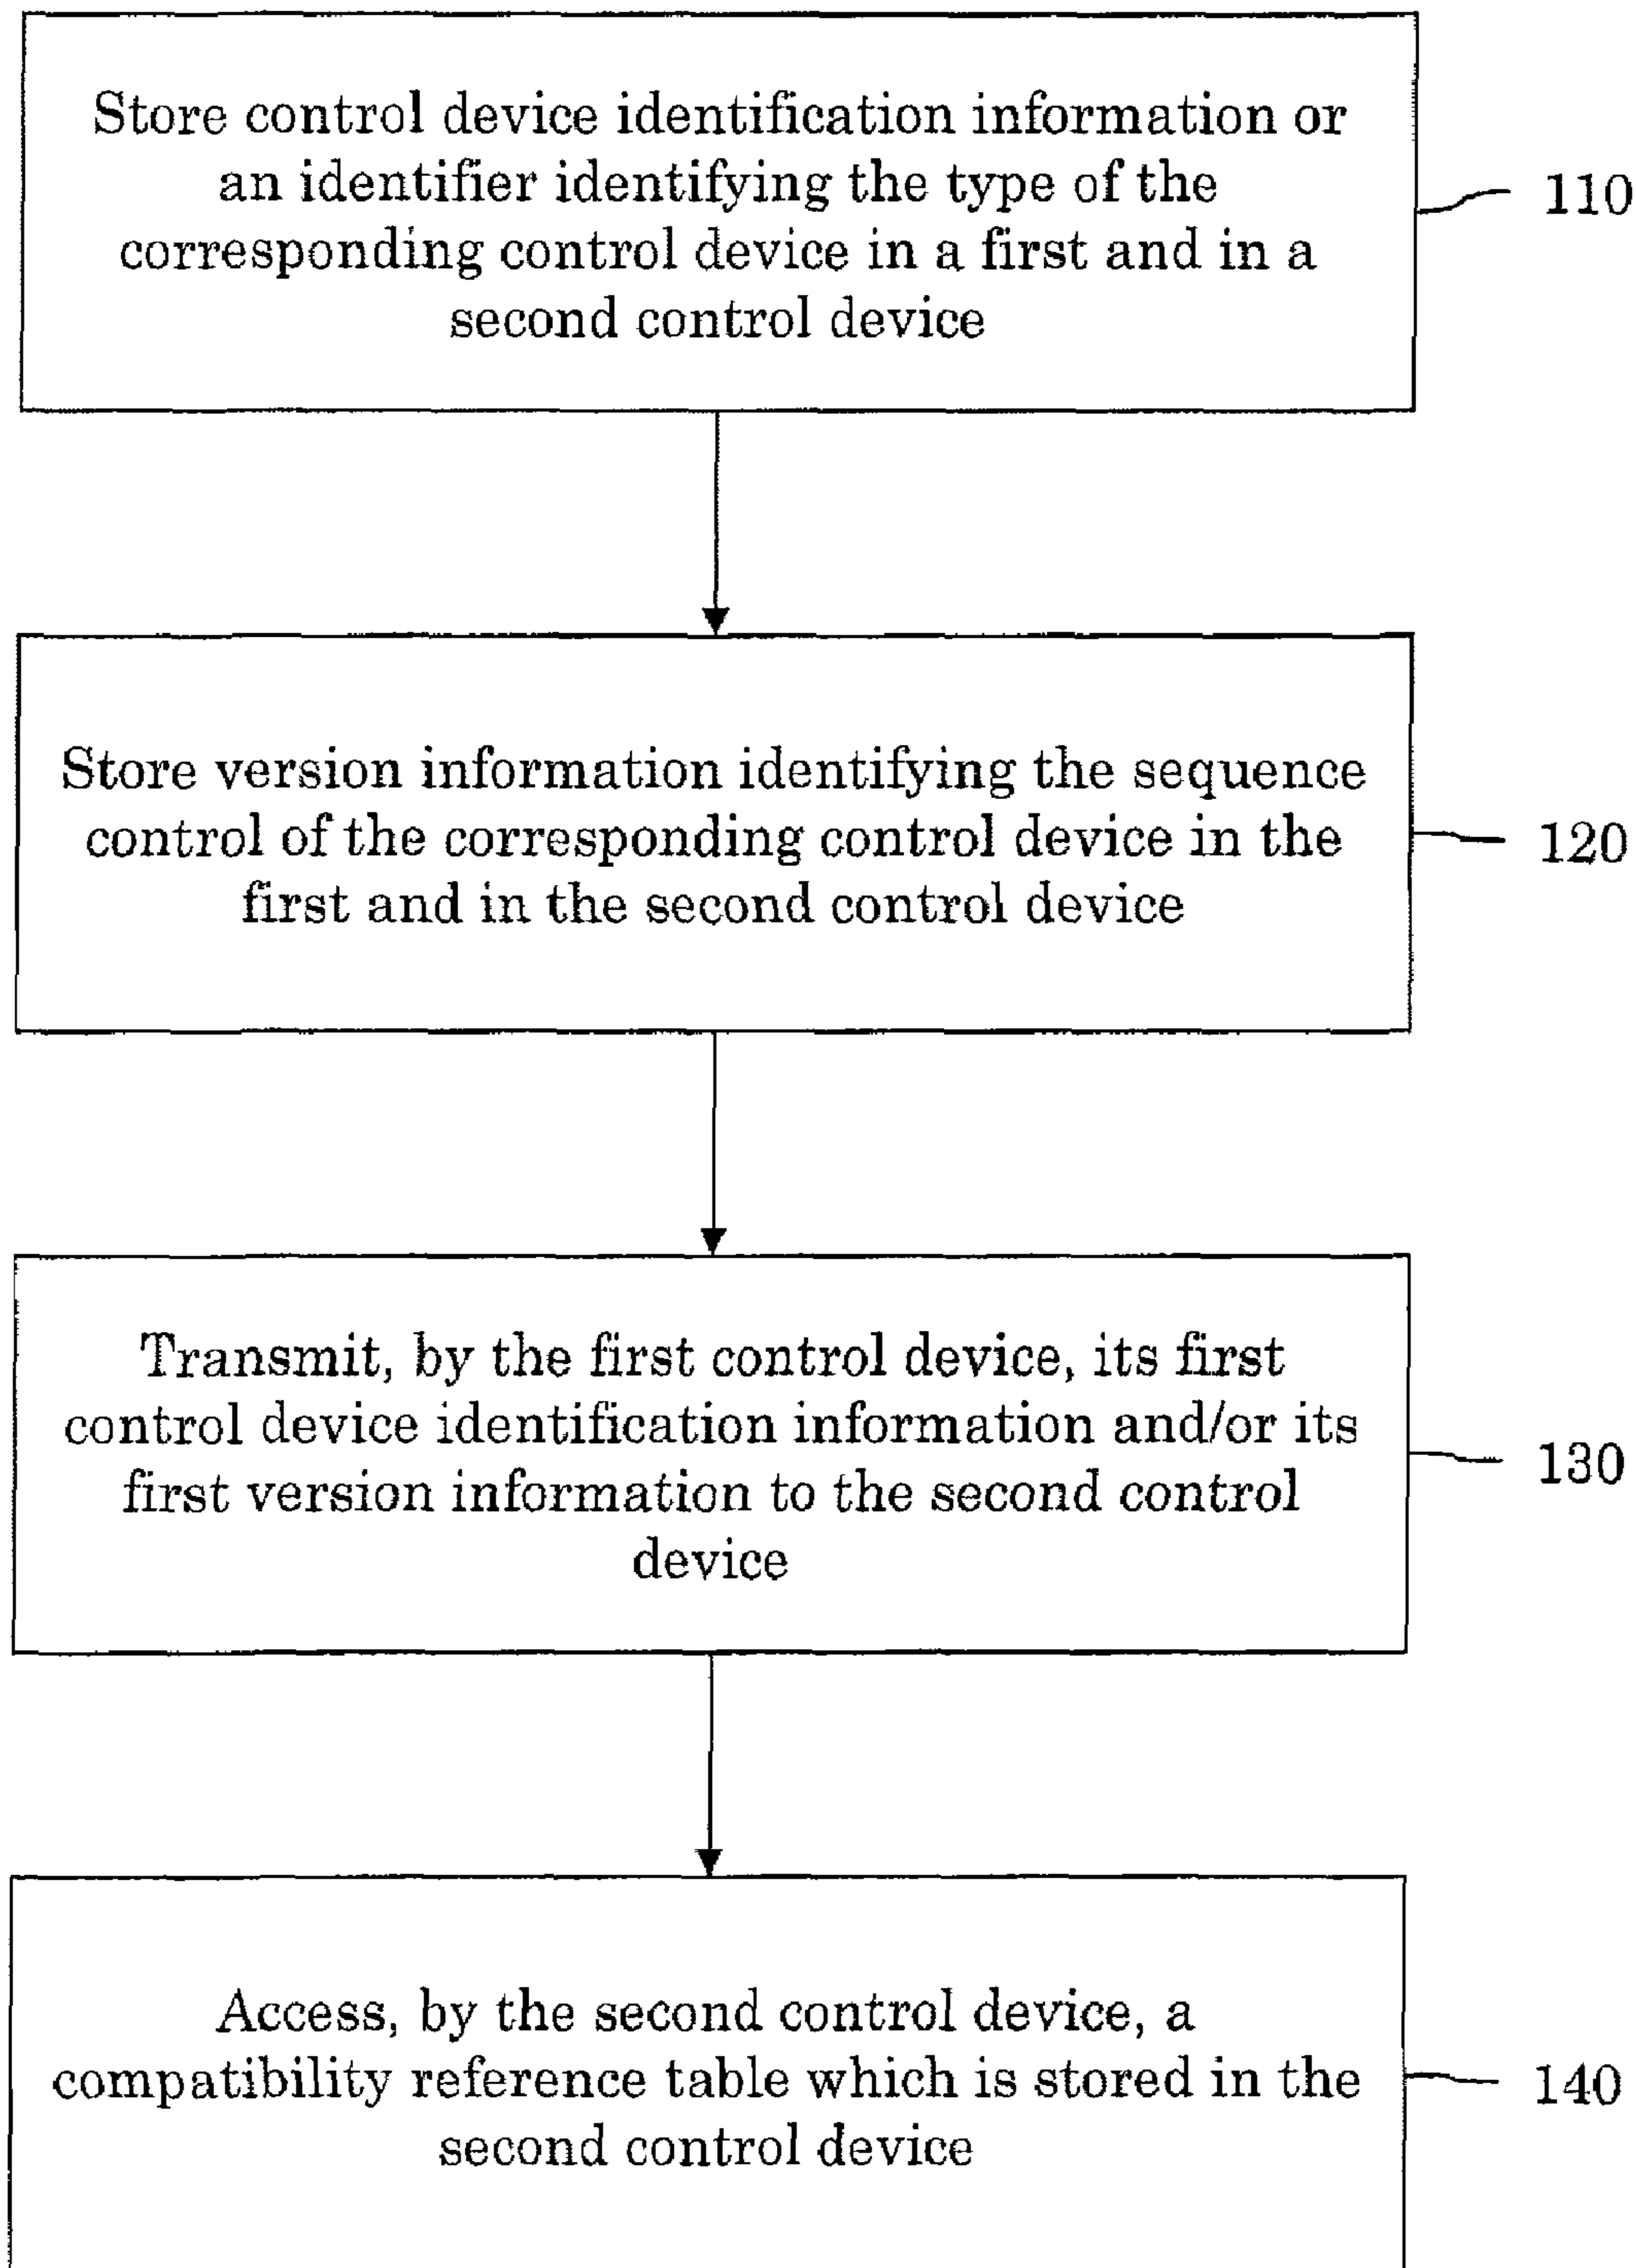 Store control device identification information or
an identifier identifying the type of the
corresponding control device in a first and in a
second control device
110
Store version information identifying the sequence
control of the corresponding control device in the
first and in the second control device
120
Transmit, by the first control device, its first
control device identification information and/or its
first version information to the second control
device
130
Access, by the second control device, a
compatibility reference table which is stored in the
second control device
140